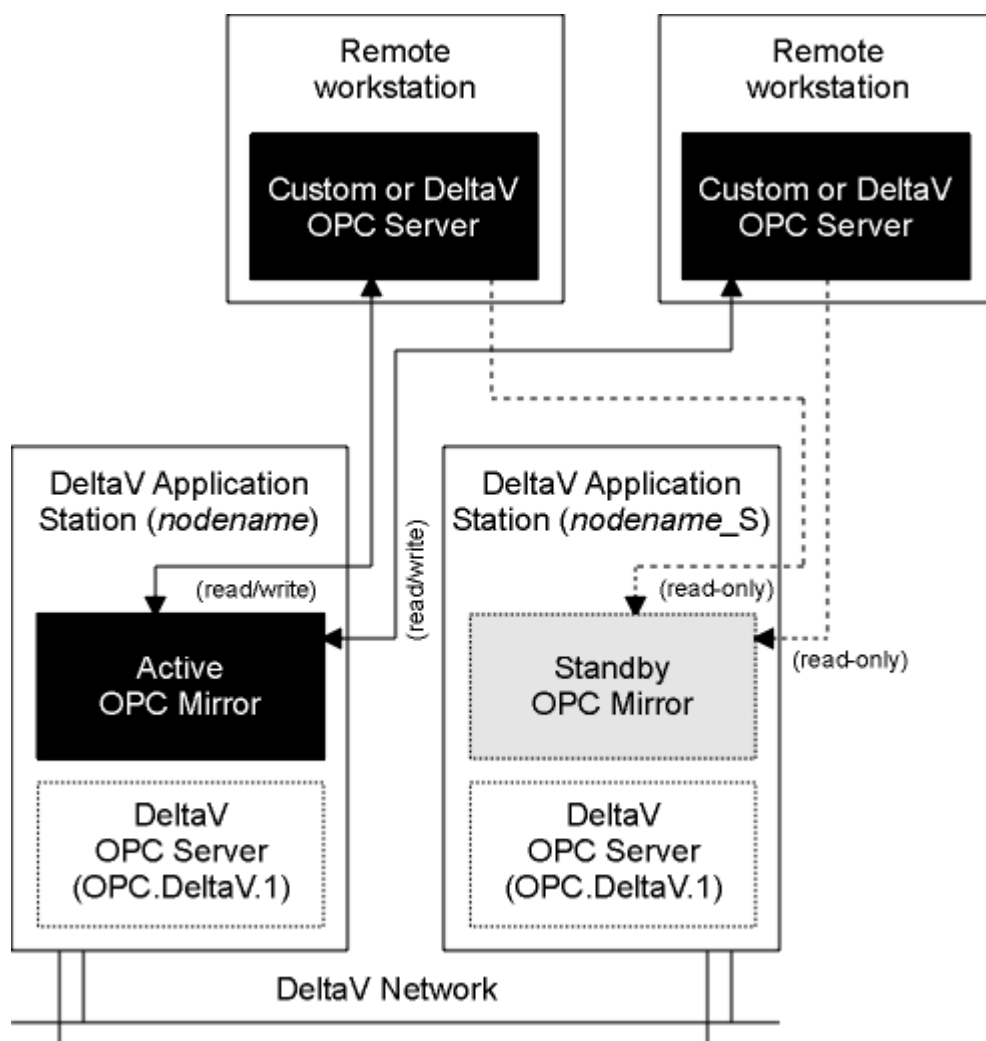 Remote
workstation
Custom or DeltaV
OPC Server
Remote
workstation
Custom or DeltaV
OPC Server
DeltaV Application
Station (nodename)
(read/write)
Active
OPC Mirror
DeltaV
OPC Server
(OPC.DeltaV.1)
(read/write)
DeltaV Application
Station (nodename_S)
(read-only)
Standby
OPC Mirror
(read-only)
DeltaV
OPC Server
(OPC.DeltaV.1)
DeltaV Network